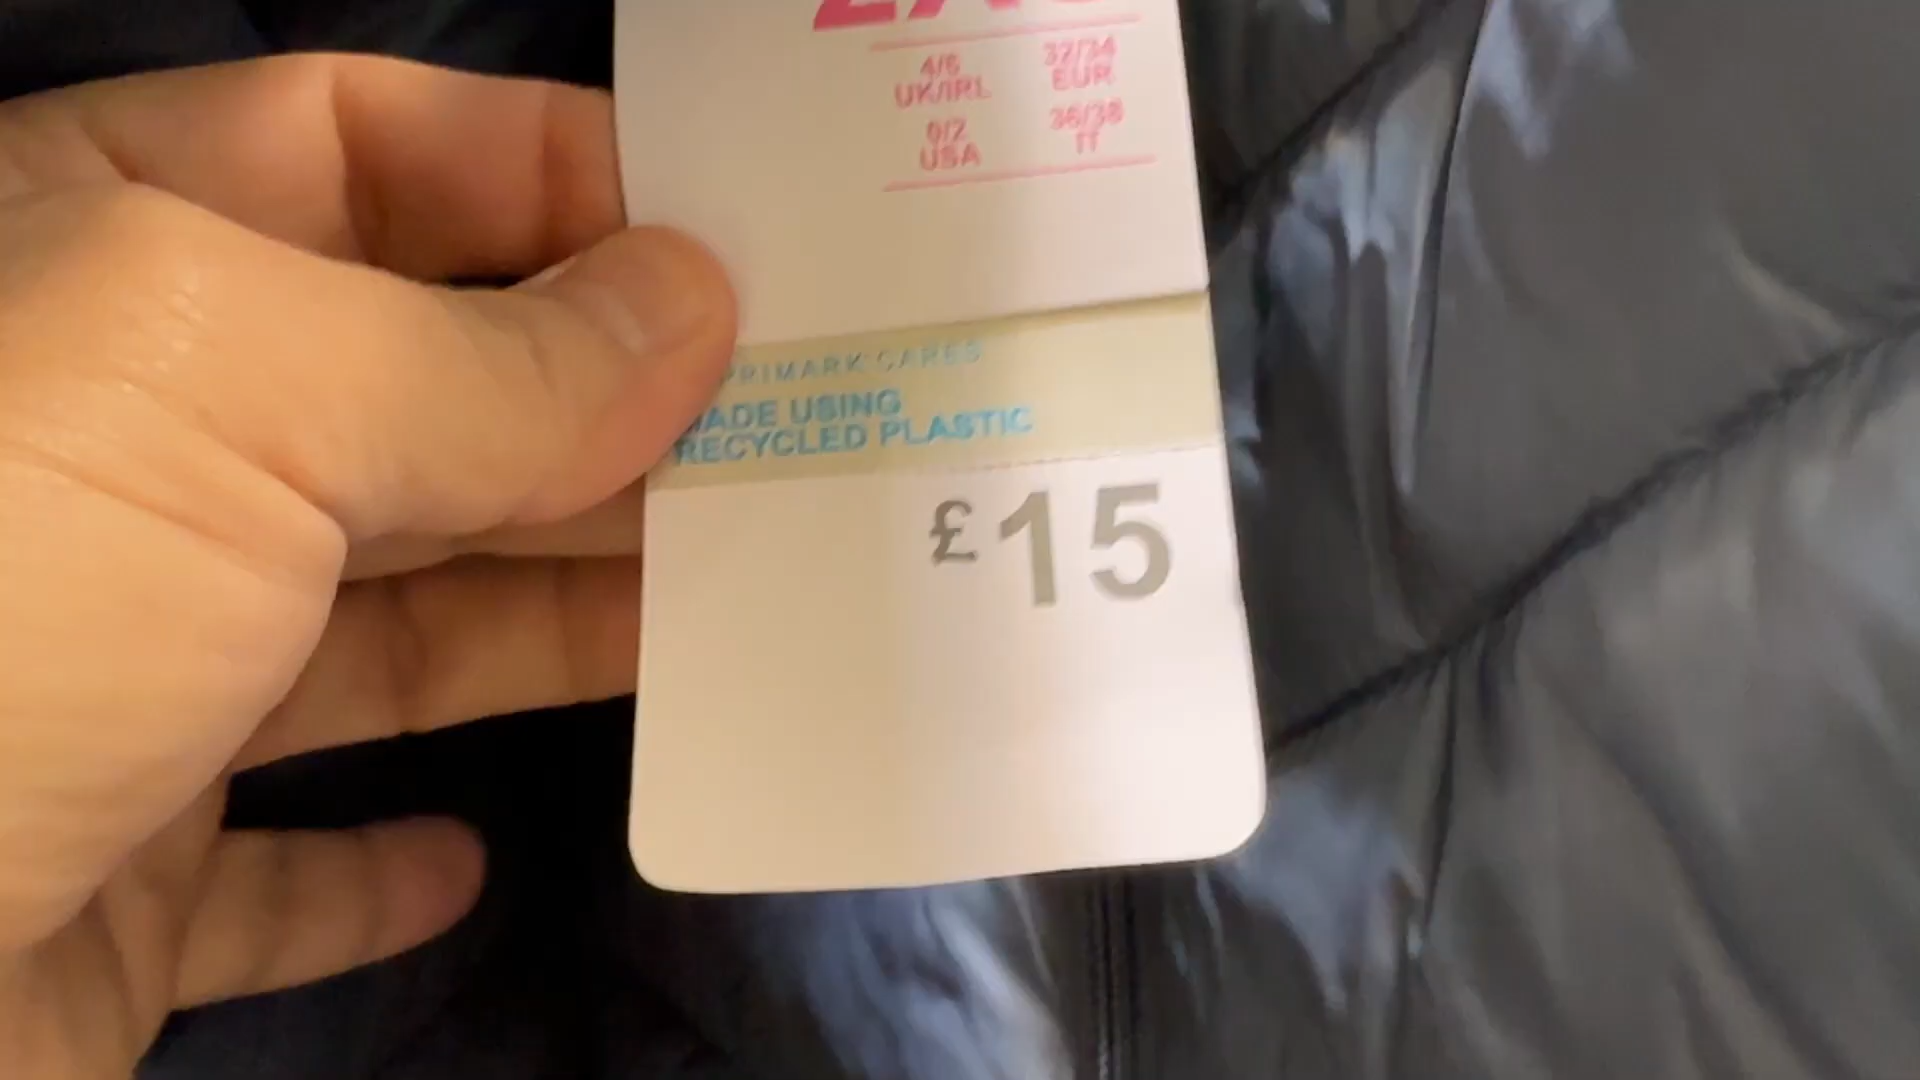 2XS
4/6
UK/IRL
32/34
EUR
0/2
USA
36/38
IT
PRIMARK CARES
MADE USING
RECYCLED PLASTIC
£15